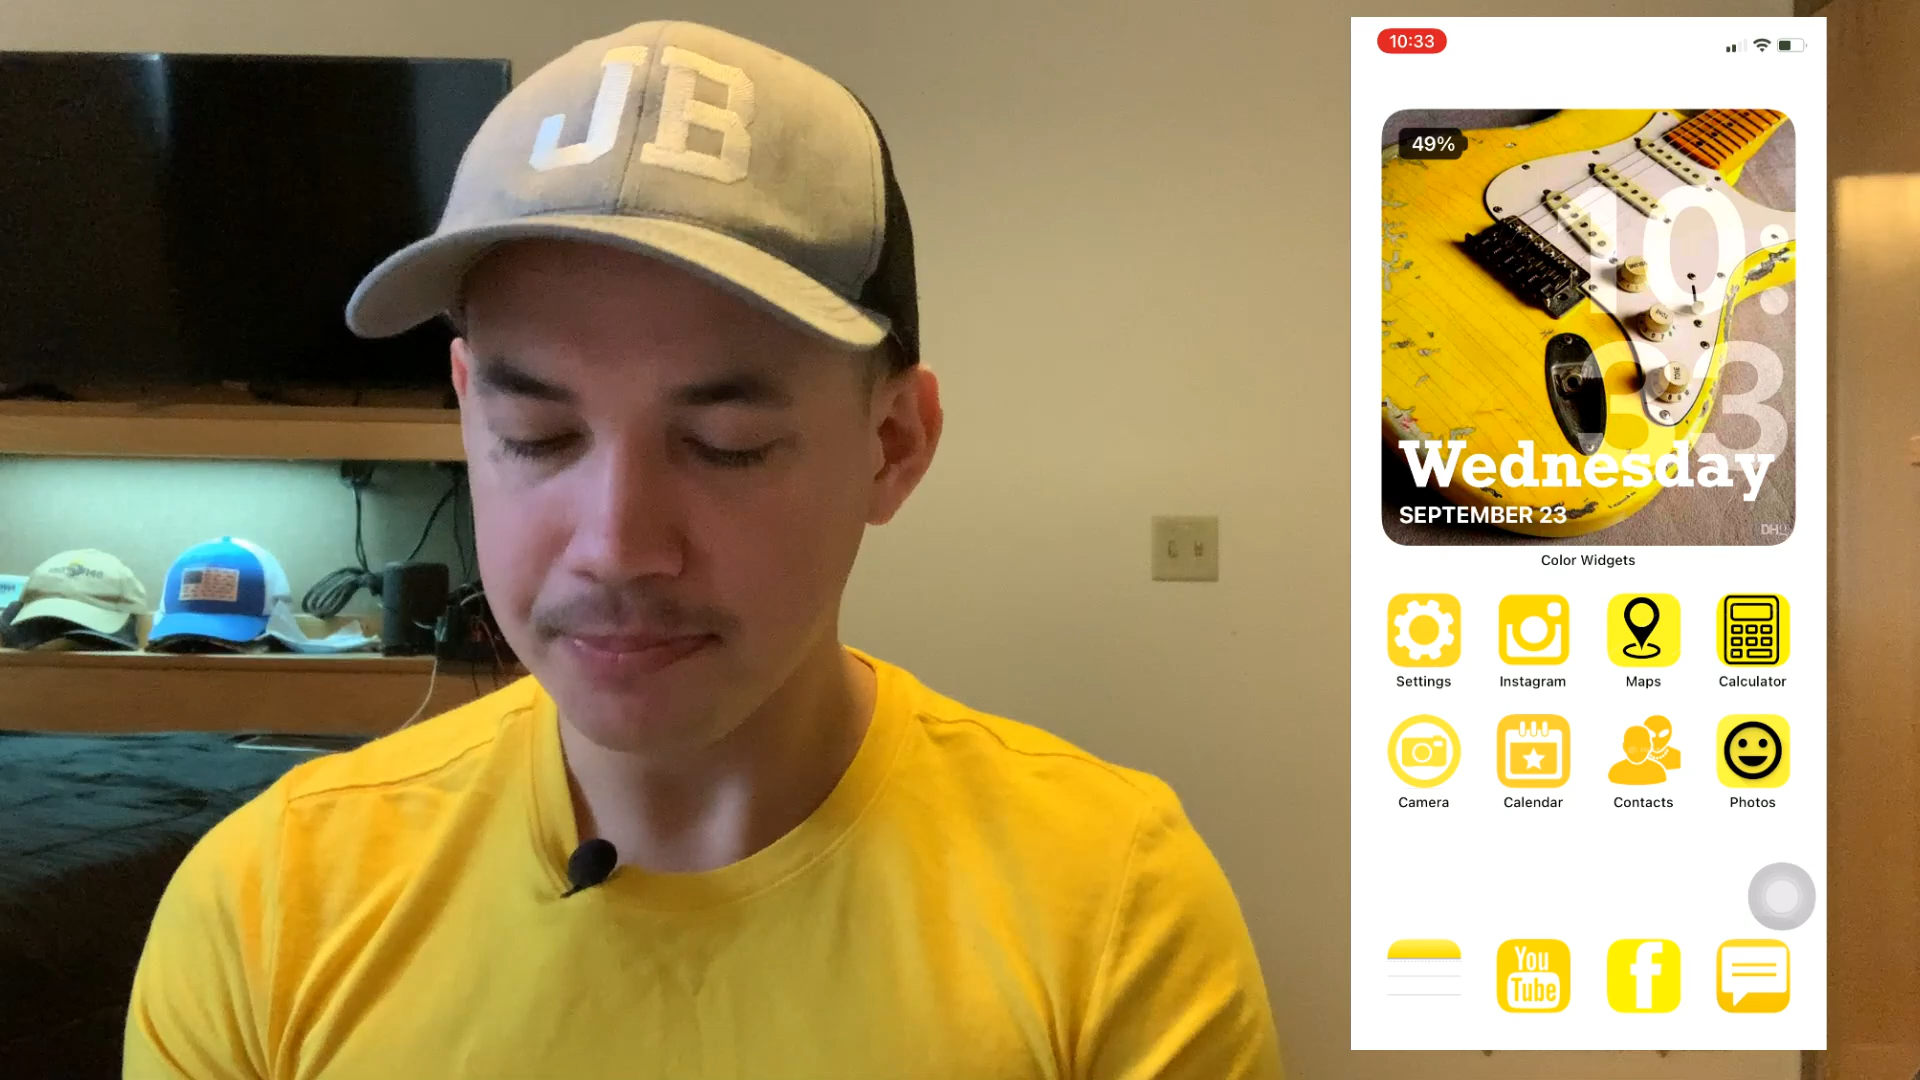 JB
10:33
49%
10:
33
Wednesday
SEPTEMBER 23
Color Widgets
Settings
Instagram
Maps
Calculator
Camera
Calendar
Contacts
Photos
You
Tube
f